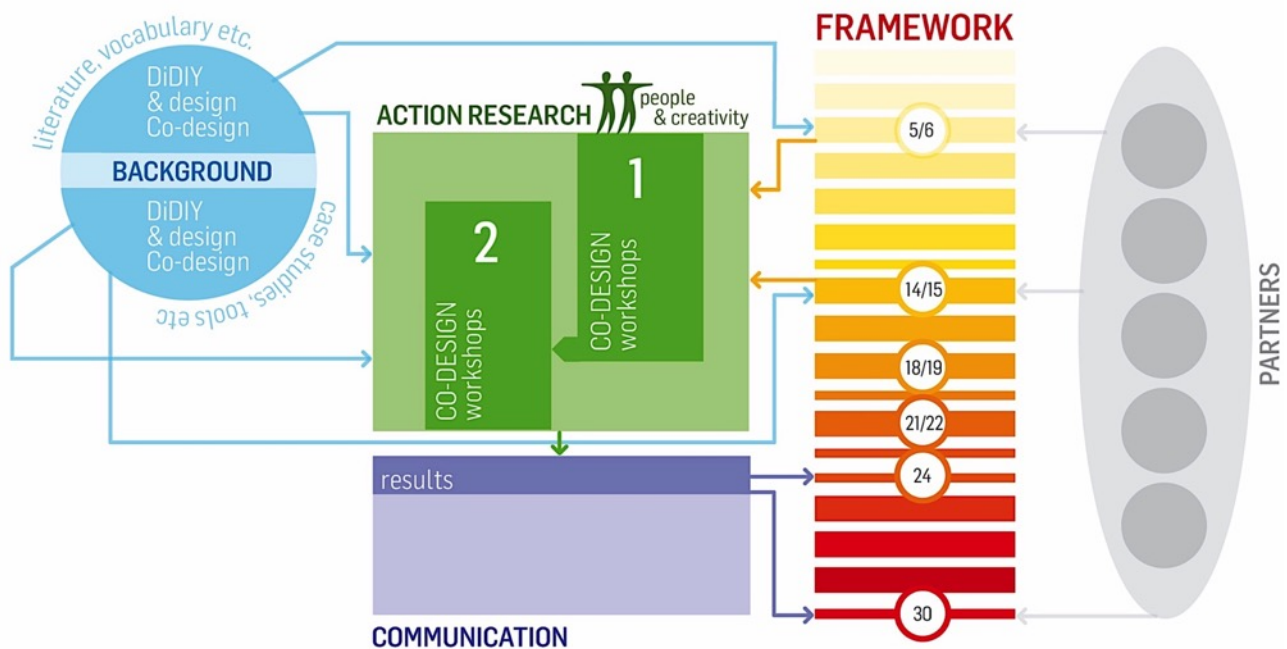 literature, vocabulary etc.
DiDIY
& design
Co-design
BACKGROUND
DiDIY
& design
Co-design
case studies, tools etc
ACTION RESEARCH
people
& creativity
1
CO-DESIGN
workshops
2
CO-DESIGN
workshops
results
COMMUNICATION
FRAMEWORK
5/6
14/15
18/19
21/22
24
30
PARTNERS